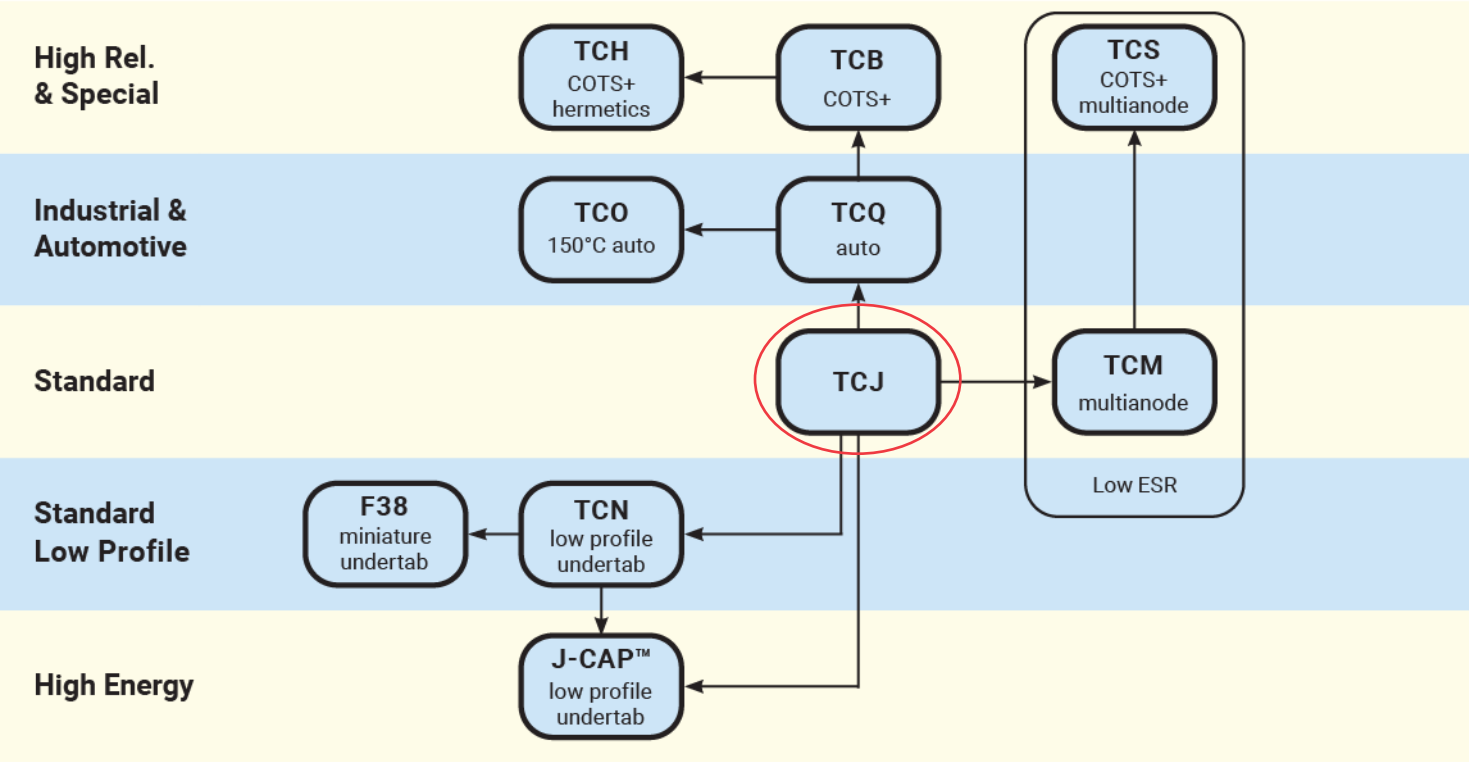 High Rel.
& Special
TCH
COTS+
hermetics
TCB
COTS+
TCS
COTS+
multianode
Industrial &
Automotive
TCO
150°C auto
TCQ
auto
Standard
TCJ
TCM
multianode
Low ESR
Standard
Low Profile
F38
miniature
undertab
TCN
low profile
undertab
High Energy
J-CAP™
low profile
undertab